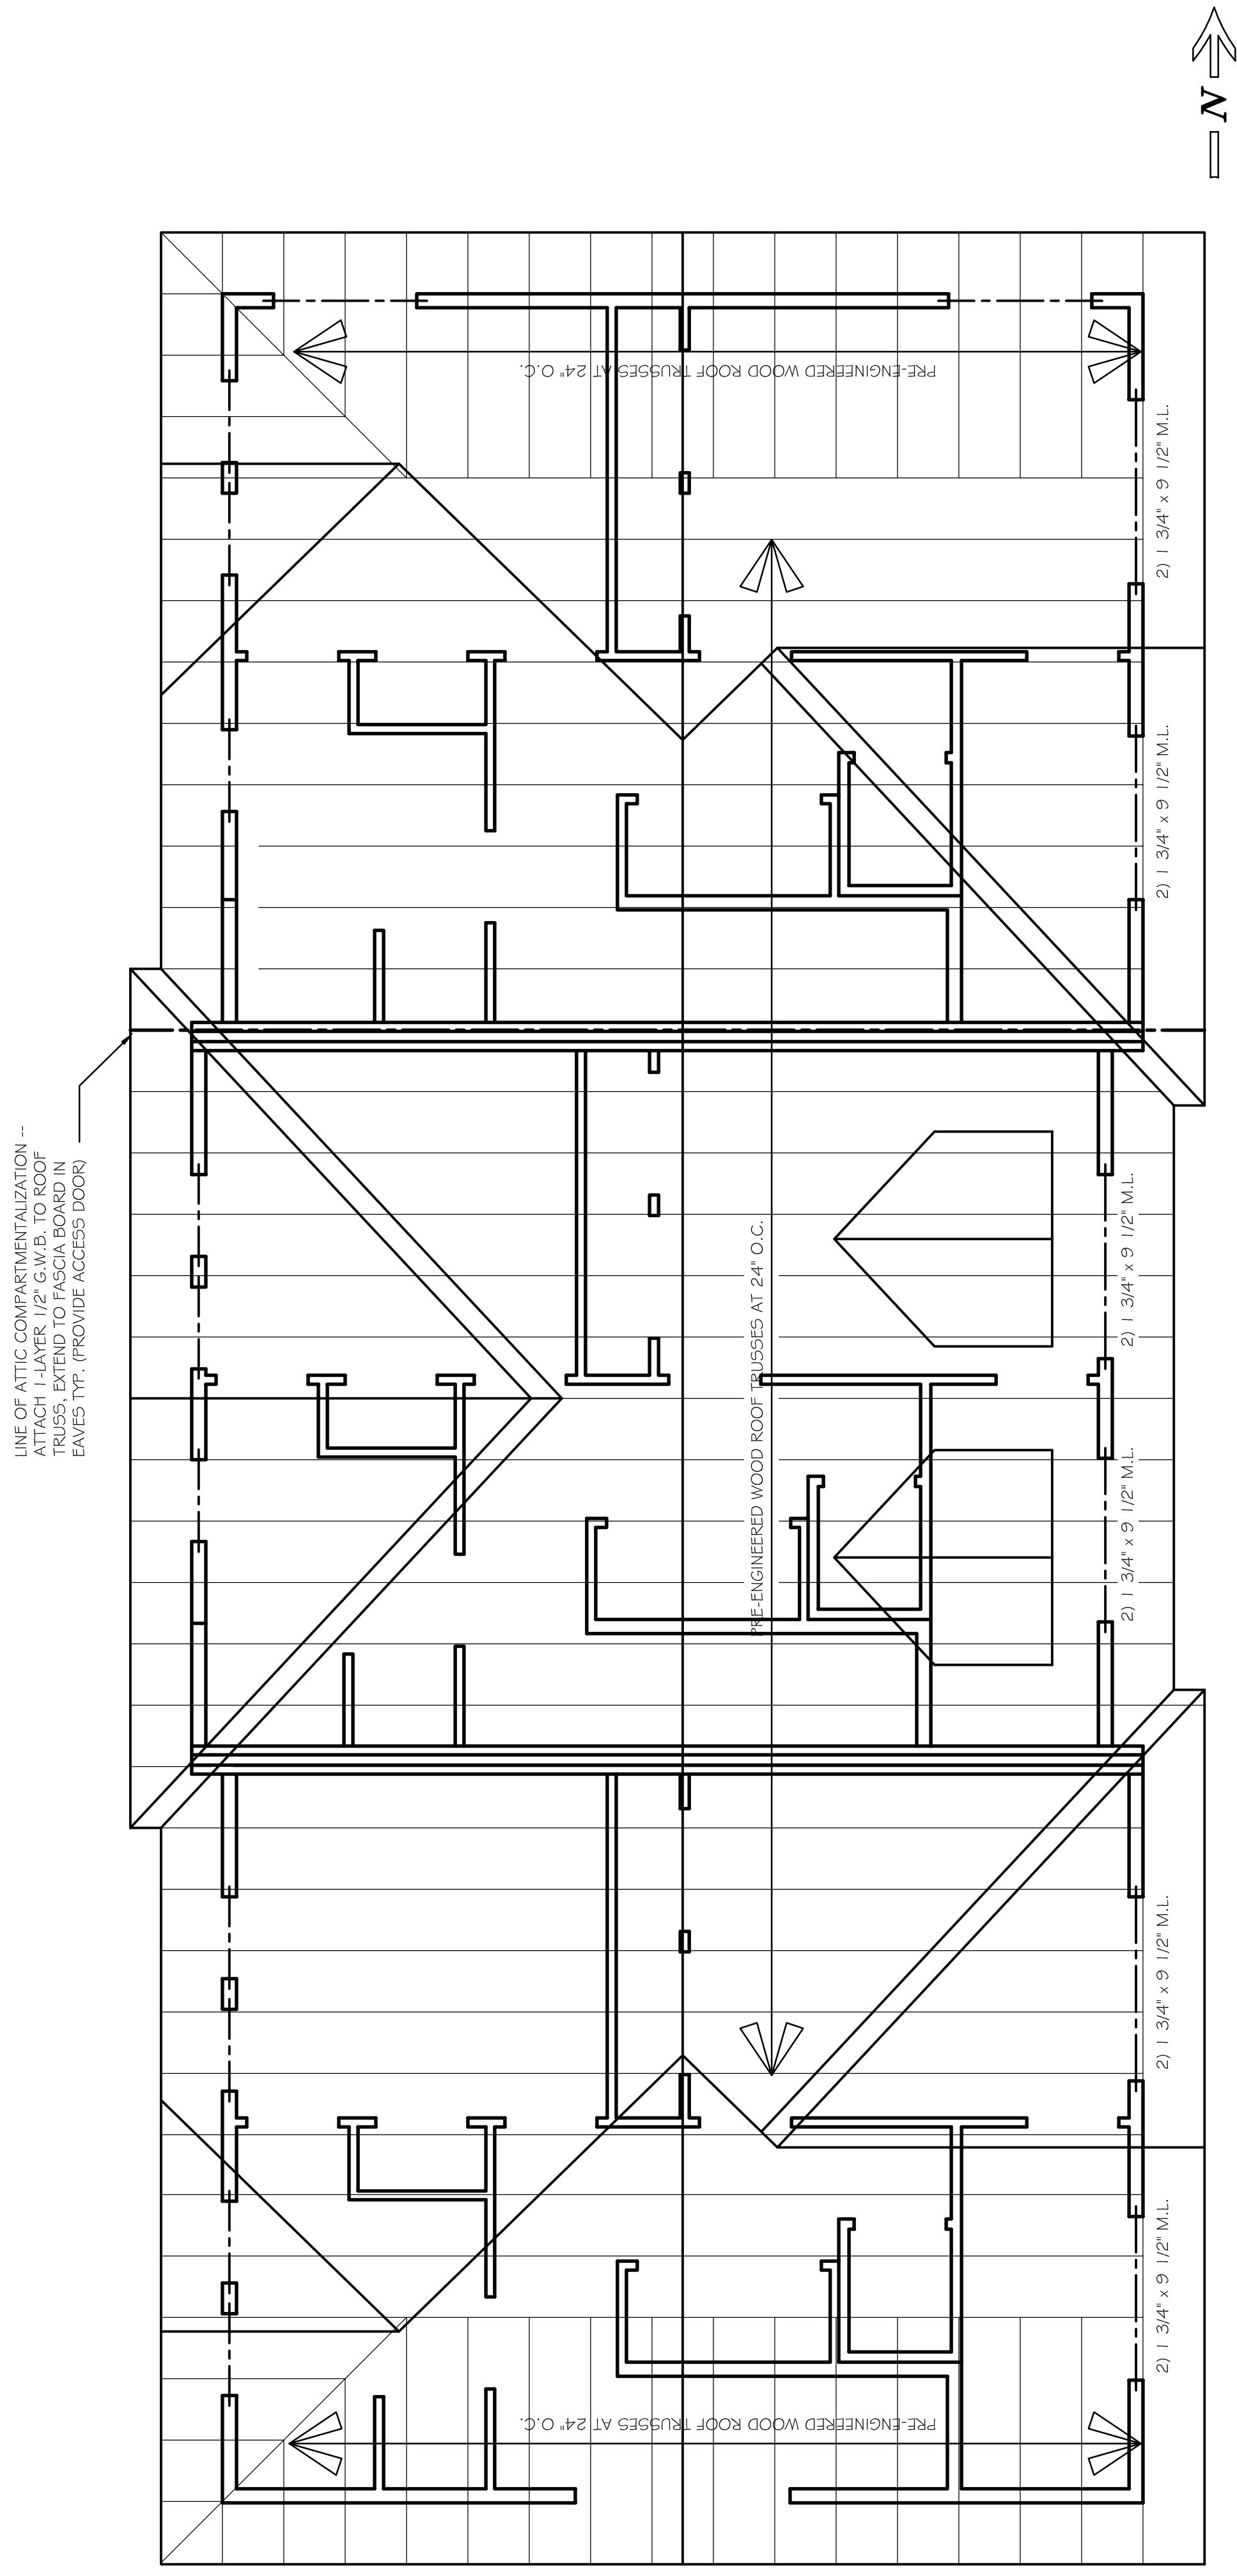 N
PRE-ENGINEERED WOOD ROOF TRUSSES AT 24" O.C.
2) 1 3/4" x 9 1/2" M.L.
2) 1 3/4" x 9 1/2" M.L.
LINE OF ATTIC COMPARTMENTALIZATION --
ATTACH 1-LAYER 1/2" G.W.B. TO ROOF
TRUSS, EXTEND TO FASCIA BOARD IN
EAVES TYP. (PROVIDE ACCESS DOOR)
PRE-ENGINEERED WOOD ROOF TRUSSES AT 24" O.C.
2) 1 3/4" x 9 1/2" M.L.
2) 1 3/4" x 9 1/2" M.L.
2) 1 3/4" x 9 1/2" M.L.
2) 1 3/4" x 9 1/2" M.L.
PRE-ENGINEERED WOOD ROOF TRUSSES AT 24" O.C.